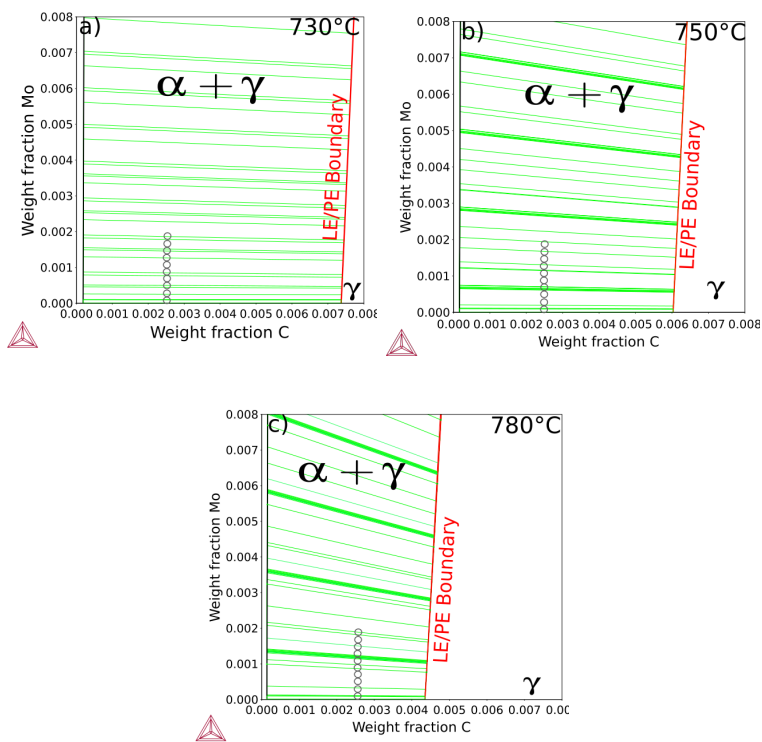 a)
730°C
0.008
0.007
0.006
0.005
0.004
0.003
0.002
0.001
0.000
Weight fraction Mo
α + γ
LE/PE Boundary
γ
0.000 0.001 0.002 0.003 0.004 0.005 0.006 0.007 0.008
Weight fraction C
b)
750°C
0.008
0.007
0.006
0.005
0.004
0.003
0.002
0.001
0.000
Weight fraction Mo
α + γ
LE/PE Boundary
γ
0.000 0.001 0.002 0.003 0.004 0.005 0.006 0.007 0.008
Weight fraction C
c)
780°C
0.008
0.007
0.006
0.005
0.004
0.003
0.002
0.001
0.000
Weight fraction Mo
α + γ
LE/PE Boundary
γ
0.000 0.001 0.002 0.003 0.004 0.005 0.006 0.007 0.00
Weight fraction C